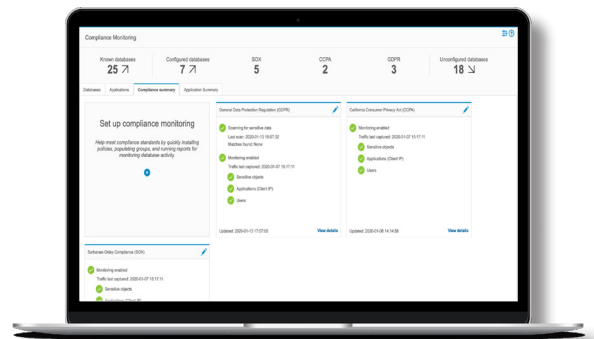 Compliance Monitoring
Known databases
25
Configured databases
7
SOX
5
CCPA
2
GDPR
3
Unconfigured databases
18
Databases Applications Compliance summary Application Summary
Set up compliance monitoring
Help meet compliance standards by quickly installing
policies, populating groups, and running reports for
monitoring database activity.
General Data Protection Regulation (GDPR)
Scanning for sensitive data
Last scan: 2020-01-13 16:57:32
Matches found: None
Monitoring enabled
Traffic last captured: 2020-01-07 15:17:11
Sensitive objects
Applications (Client IP)
Users
Updated: 2020-01-13 17:07:00 View details
California Consumer Privacy Act (CCPA)
Monitoring enabled
Traffic last captured: 2020-01-07 15:17:11
Sensitive objects
Applications (Client IP)
Users
Updated: 2020-01-08 14:14:58 View details
Sarbanes-Oxley Compliance (SOX)
Monitoring enabled
Traffic last captured: 2020-01-07 15:17:11
Sensitive objects
Applications (Client IP)